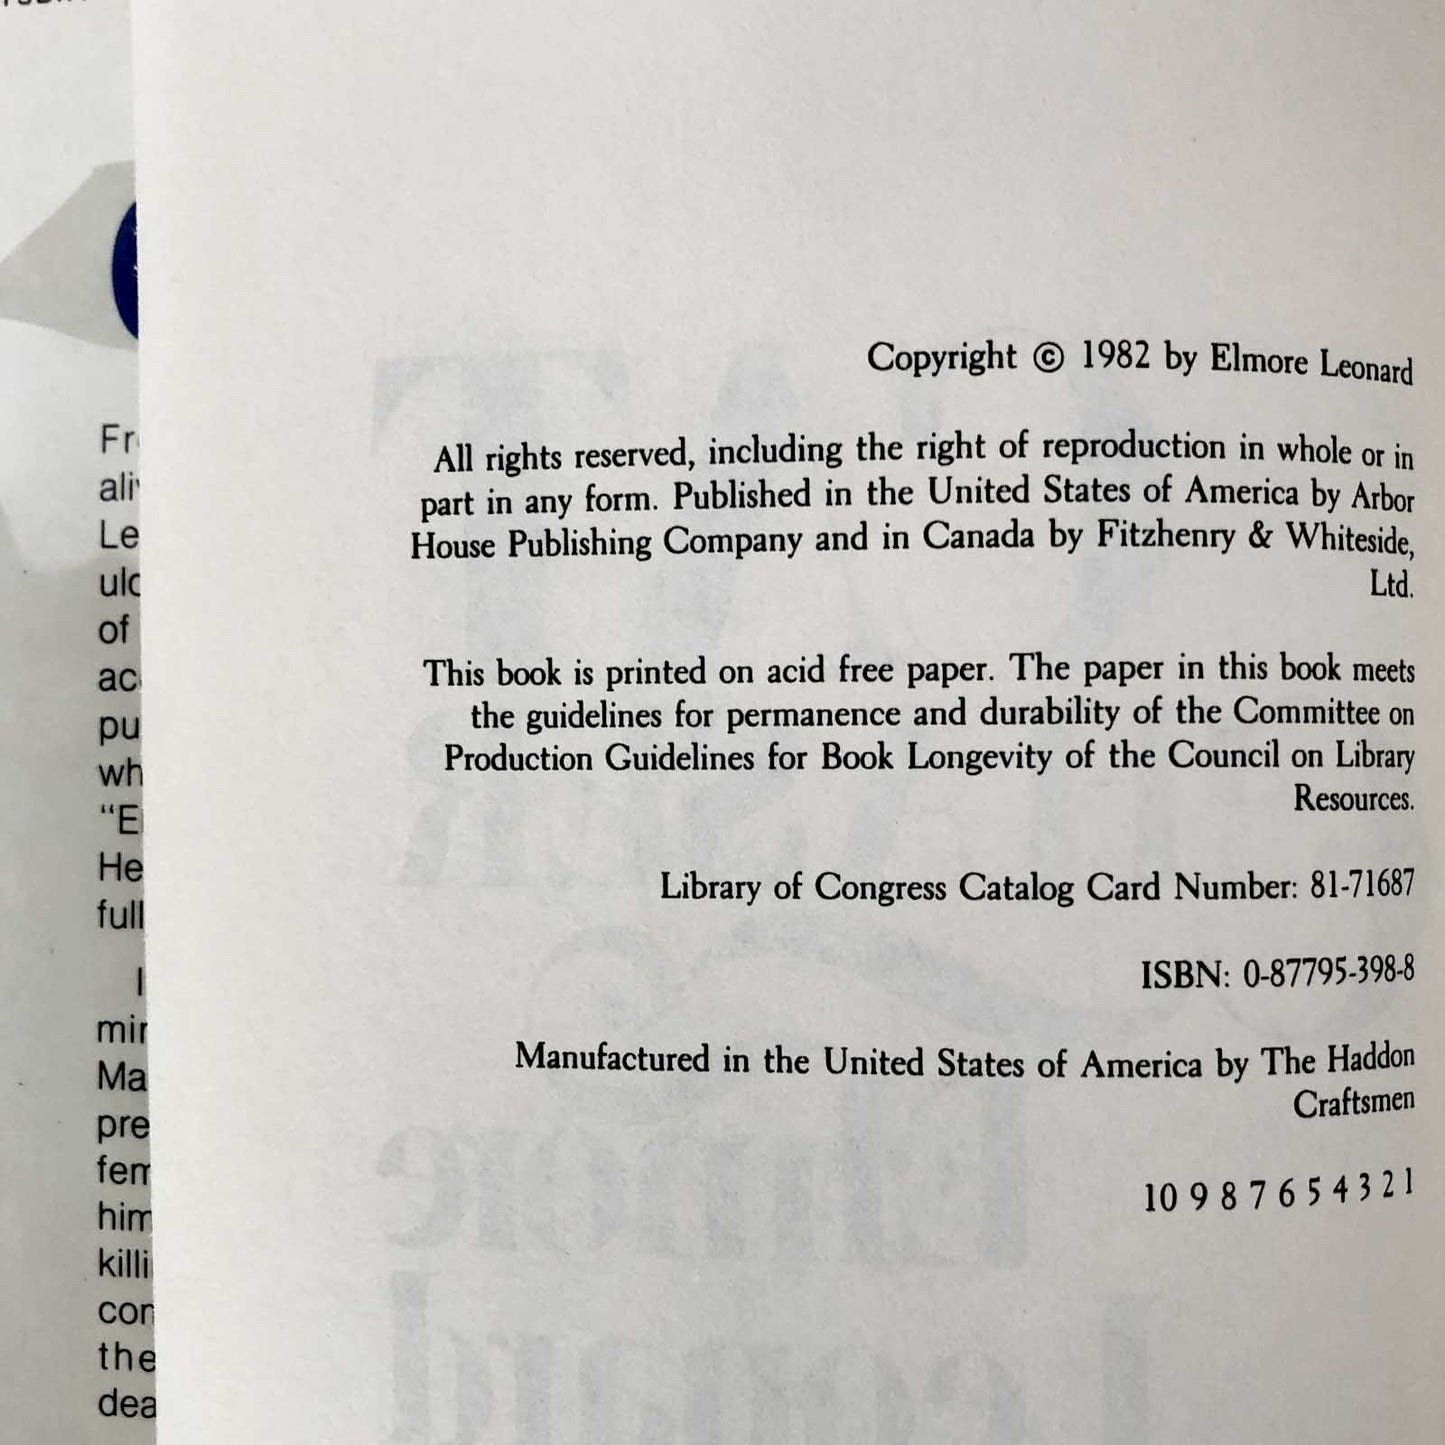 Copyright © 1982 by Elmore Leonard
All rights reserved, including the right of reproduction in whole or in
part in any form. Published in the United States of America by Arbor
House Publishing Company and in Canada by Fitzhenry & Whiteside,
Ltd.
This book is printed on acid free paper. The paper in this book meets
the guidelines for permanence and durability of the Committee on
Production Guidelines for Book Longevity of the Council on Library
Resources.
Library of Congress Catalog Card Number: 81-71687
ISBN: 0-87795-398-8
Manufactured in the United States of America by The Haddon
Craftsmen
10 9 8 7 6 5 4 3 2 1
of
He
full
the